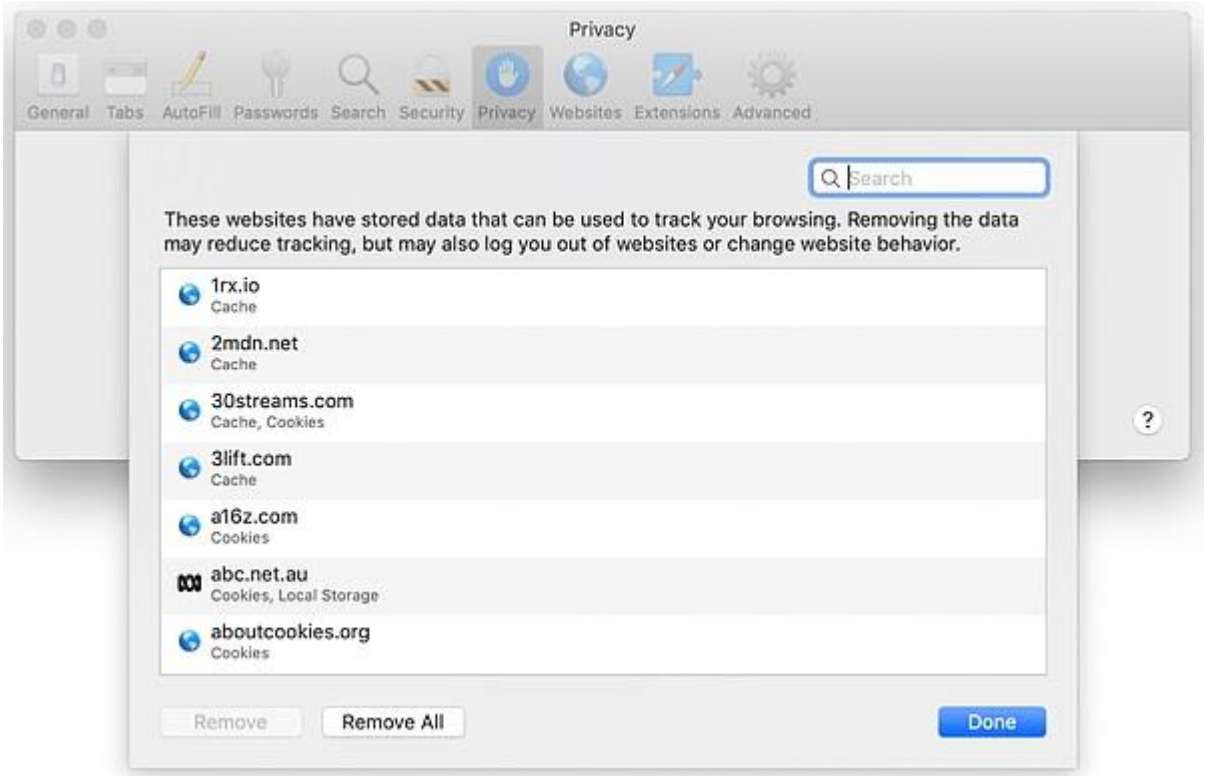 Privacy
General Tabs AutoFill Passwords Search Security Privacy Websites Extensions Advanced
Search
These websites have stored data that can be used to track your browsing. Removing the data
may reduce tracking, but may also log you out of websites or change website behavior.
1rx.io
Cache
2mdn.net
Cache
30streams.com
Cache, Cookies
3lift.com
Cache
a16z.com
Cookies
abc.net.au
Cookies, Local Storage
aboutcookies.org
Cookies
?
Remove Remove All Done